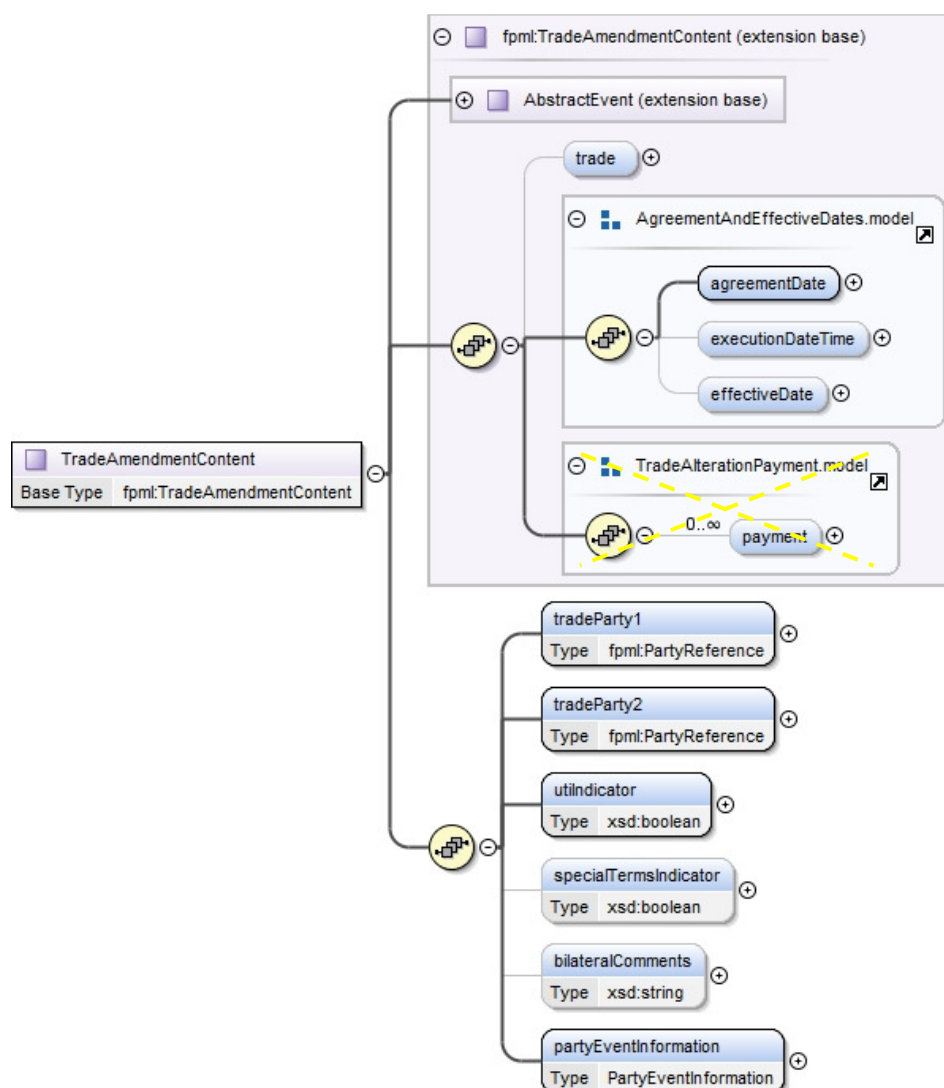 fpml:TradeAmendmentContent (extension base)
AbstractEvent (extension base)
trade
AgreementAndEffectiveDates.model
agreementDate
executionDateTime
effectiveDate
TradeAmendmentContent
Base Type fpml:TradeAmendmentContent
TradeAlterationPayment.model
0..∞
payment
tradeParty1
Type fpml:PartyReference
tradeParty2
Type fpml:PartyReference
utiIndicator
Type xsd:boolean
specialTermsIndicator
Type xsd:boolean
bilateralComments
Type xsd:string
partyEventInformation
Type PartyEventInformation